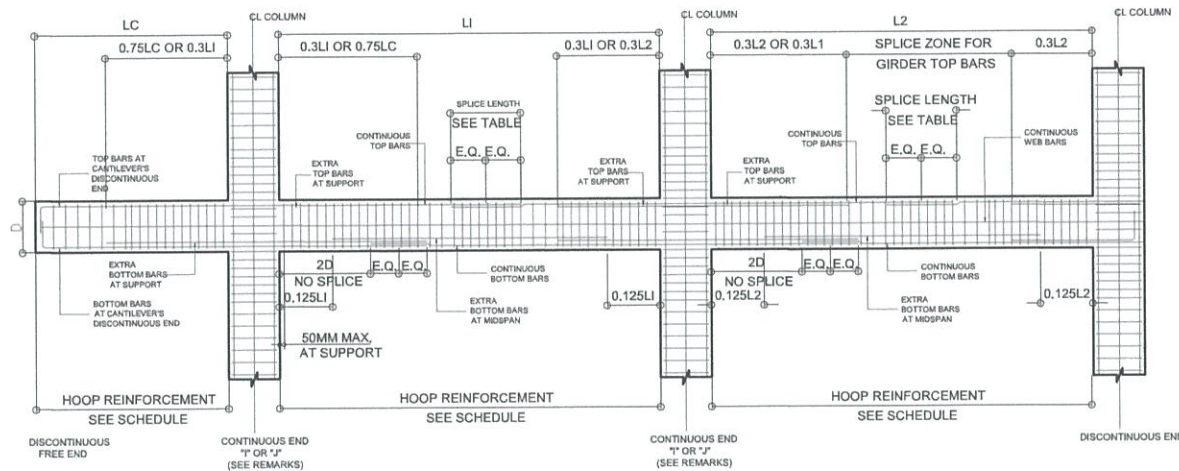 CL COLUMN
CL COLUMN
CL COLUMN
LC
LI
L2
0.75LC OR 0.3LI
0.3LI OR 0.75LC
0.3LI OR 0.3L2
0.3L2 OR 0.3L1
SPLICE ZONE FOR
GIRDER TOP BARS
0.3L2
SPLICE LENGTH
SEE TABLE
E.Q.
E.Q.
SPLICE LENGTH
SEE TABLE
E.Q.
E.Q.
TOP BARS AT
CANTILEVER'S
DISCONTINUOUS
END
EXTRA
TOP BARS
AT SUPPORT
CONTINUOUS
TOP BARS
EXTRA
TOP BARS
AT SUPPORT
EXTRA
TOP BARS
AT SUPPORT
CONTINUOUS
TOP BARS
CONTINUOUS
WEB BARS
D
EXTRA
BOTTOM BARS
AT SUPPORT
BOTTOM BARS
AT CANTILEVER'S
DISCONTINUOUS END
2D
NO SPLICE
E.Q.
E.Q.
0.125LI
CONTINUOUS
BOTTOM BARS
EXTRA
BOTTOM BARS
AT MIDSPAN
0.125LI
2D
NO SPLICE
E.Q.
E.Q.
0.125L2
CONTINUOUS
BOTTOM BARS
EXTRA
BOTTOM BARS
AT MIDSPAN
0.125L2
50MM MAX,
AT SUPPORT
HOOP REINFORCEMENT
SEE SCHEDULE
HOOP REINFORCEMENT
SEE SCHEDULE
HOOP REINFORCEMENT
SEE SCHEDULE
DISCONTINUOUS
FREE END
CONTINUOUS END
"I" OR "J"
(SEE REMARKS)
CONTINUOUS END
"I" OR "J"
(SEE REMARKS)
DISCONTINUOUS END